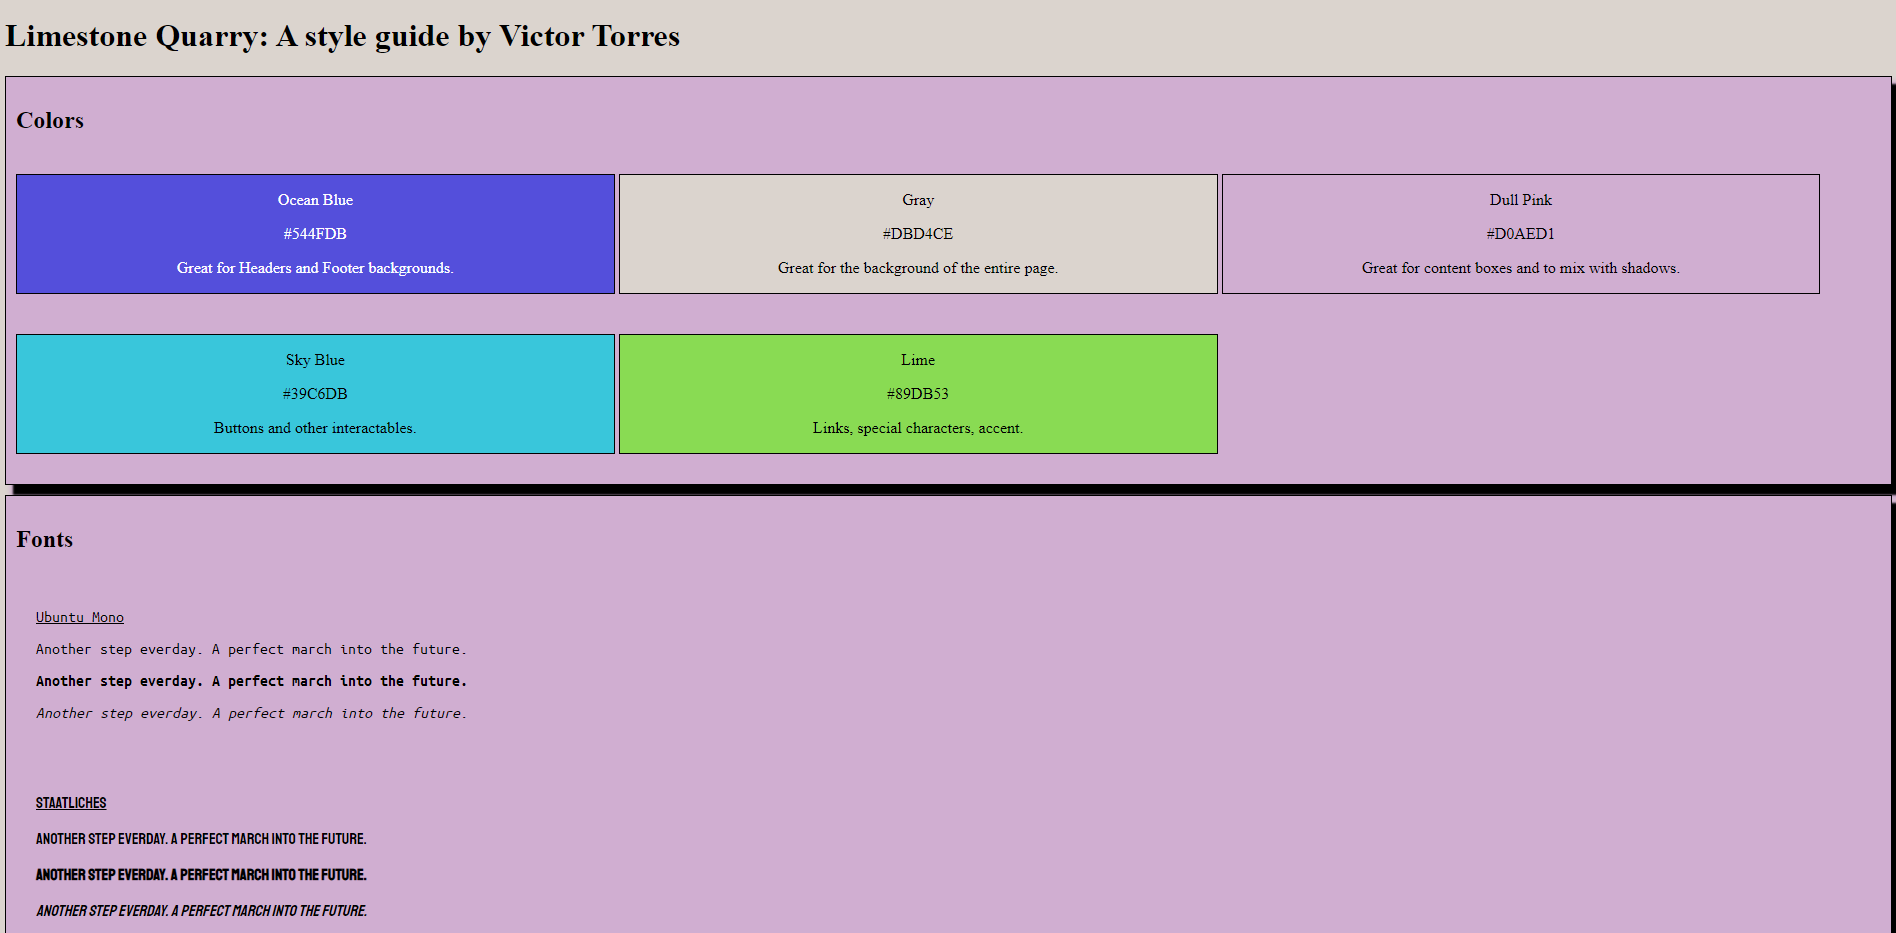 Limestone Quarry: A style guide by Victor Torres
Colors
Ocean Blue
#544FDB
Great for Headers and Footer backgrounds.
Gray
#DBD4CE
Great for the background of the entire page.
Dull Pink
#D0AED1
Great for content boxes and to mix with shadows.
Sky Blue
#39C6DB
Buttons and other interactables.
Lime
#89DB53
Links, special characters, accent.
Fonts
Ubuntu Mono
Another step everday. A perfect march into the future.
Another step everday. A perfect march into the future.
Another step everday. A perfect march into the future.
STAATLICHES
ANOTHER STEP EVERDAY. A PERFECT MARCH INTO THE FUTURE.
ANOTHER STEP EVERDAY. A PERFECT MARCH INTO THE FUTURE.
ANOTHER STEP EVERDAY. A PERFECT MARCH INTO THE FUTURE.